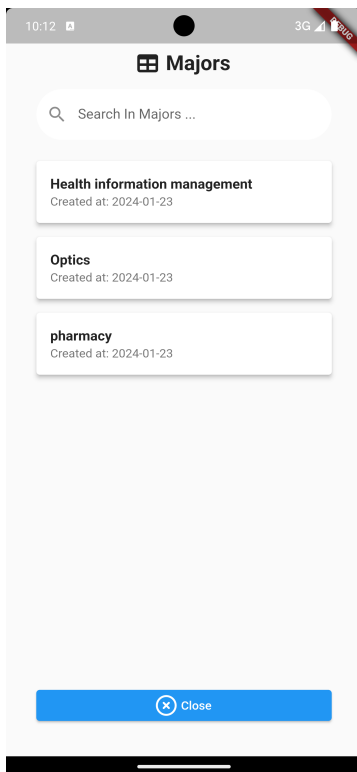 10:12 A 3G
DEBUG
Majors
Search In Majors ...
Health information management
Created at: 2024-01-23
Optics
Created at: 2024-01-23
pharmacy
Created at: 2024-01-23
Close